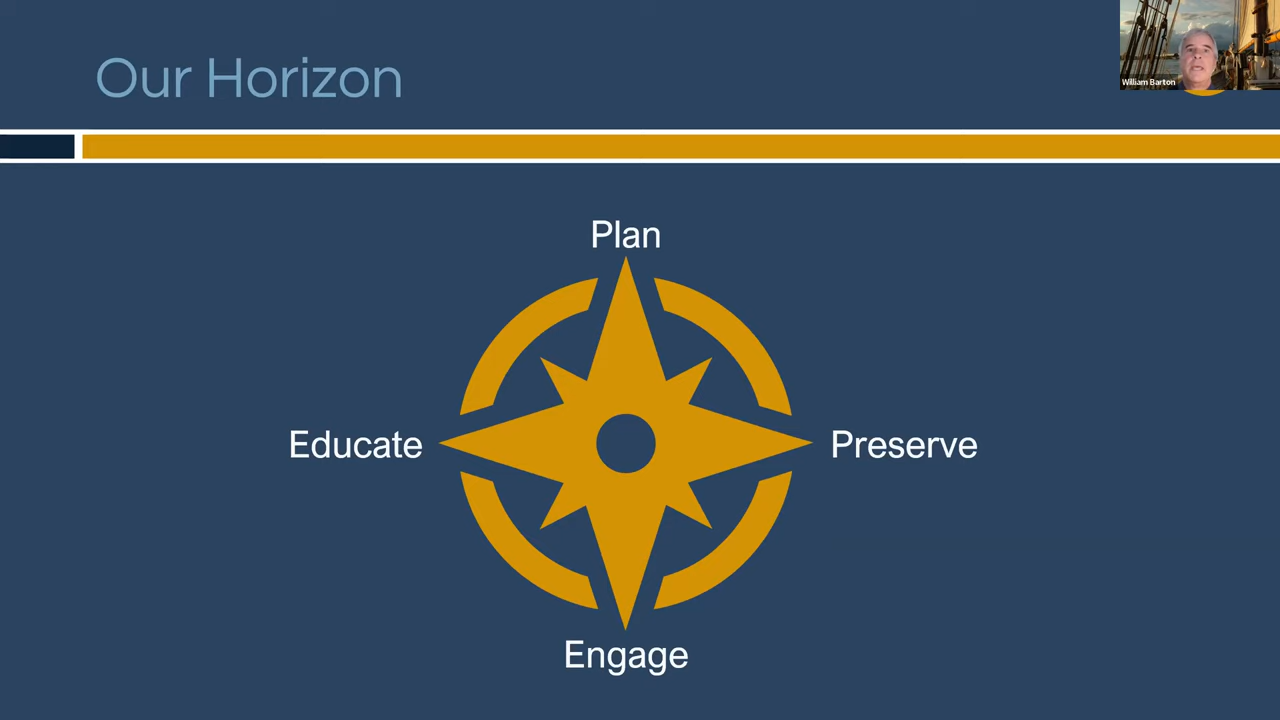 Our Horizon
William Barton
Plan
Educate
Preserve
Engage